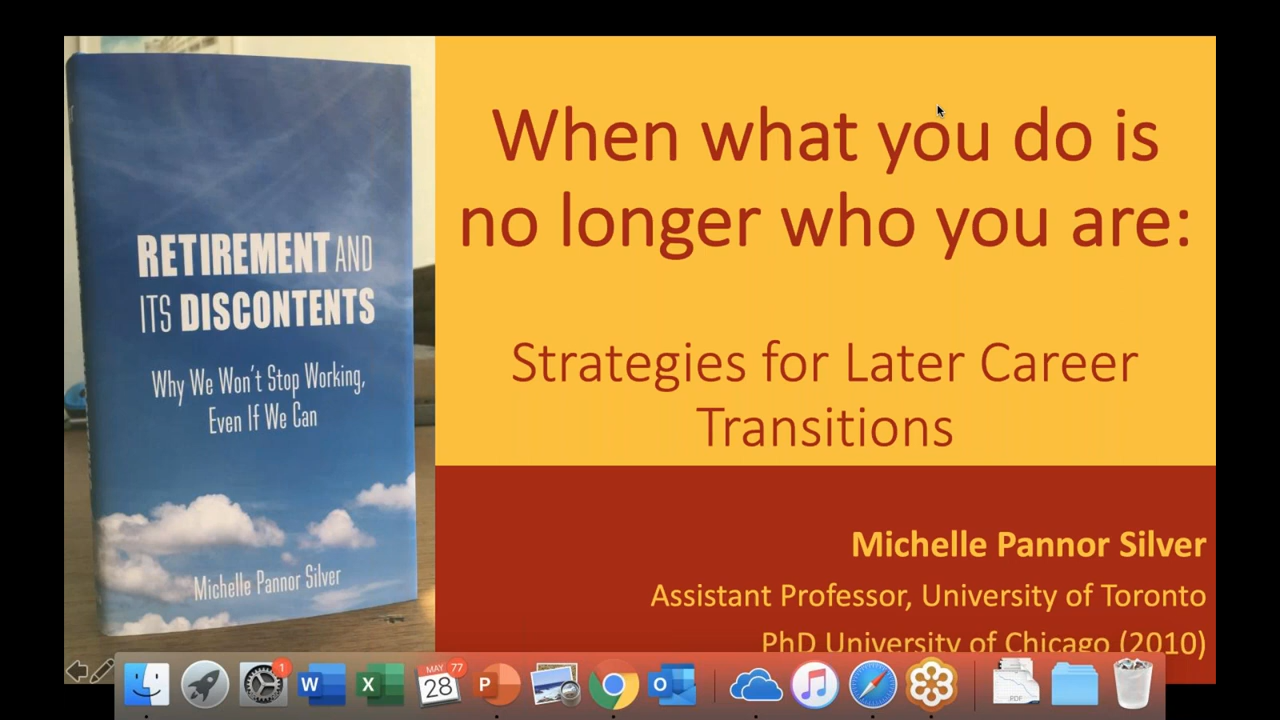 RETIREMENT AND
ITS DISCONTENTS
Why We Won't Stop Working,
Even If We Can
Michelle Pannor Silver
When what you do is
no longer who you are:
Strategies for Later Career
Transitions
Michelle Pannor Silver
Assistant Professor, University of Toronto
PhD University of Chicago (2010)
1
W
X
MAY 77
28
P
O
PDF